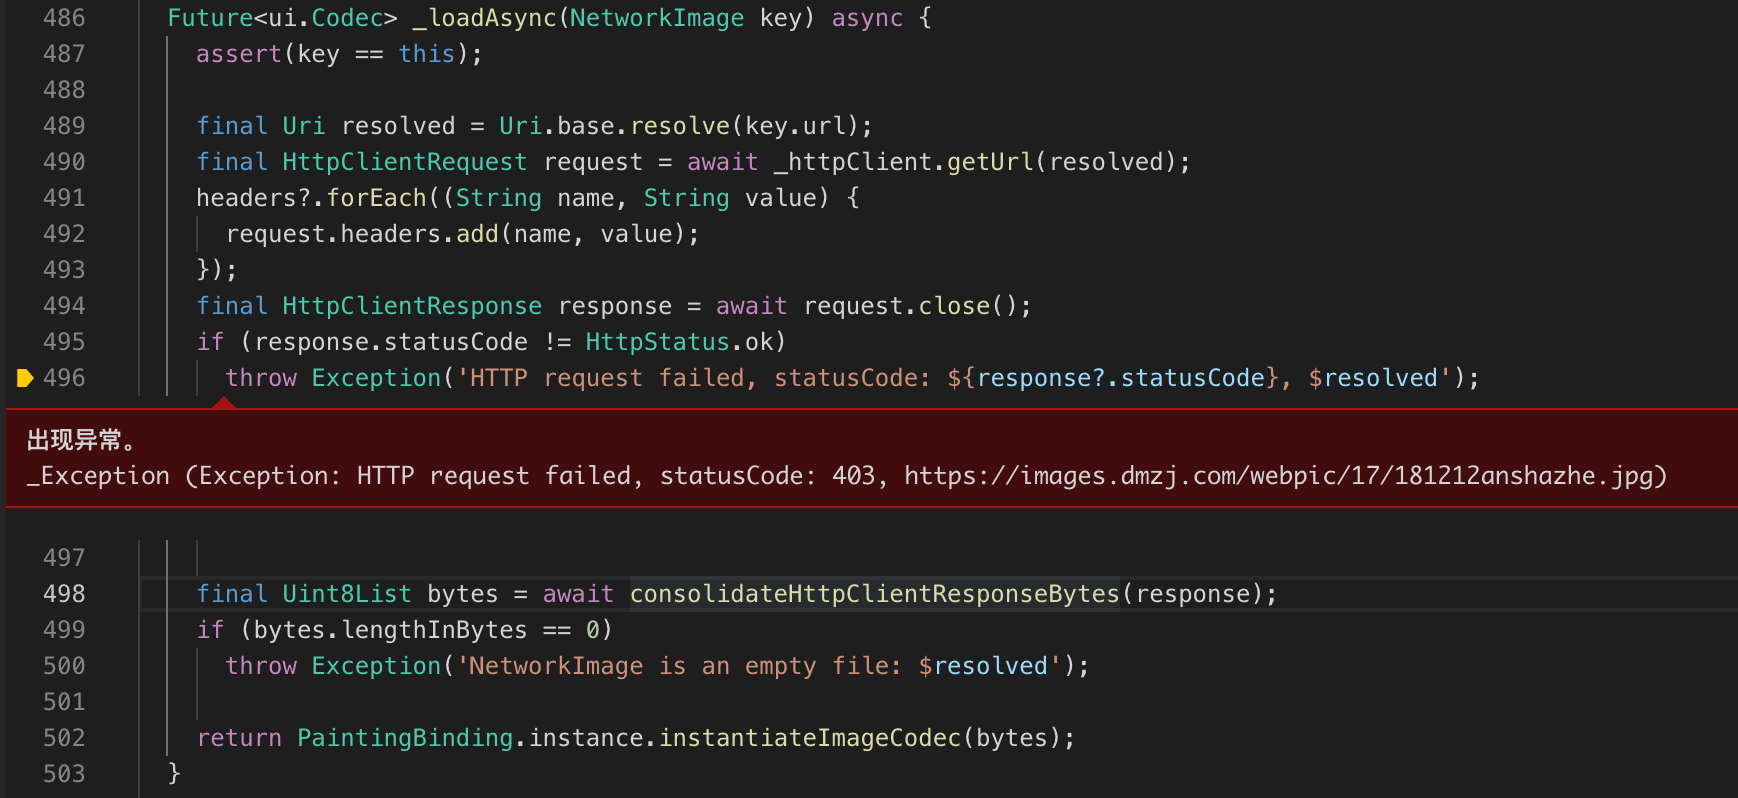 486 Future<ui.Codec> _loadAsync(NetworkImage key) async {
487 assert(key == this);
488
489 final Uri resolved = Uri.base.resolve(key.url);
490 final HttpClientRequest request = await _httpClient.getUrl(resolved);
491 headers?.forEach((String name, String value) {
492 request.headers.add(name, value);
493 });
494 final HttpClientResponse response = await request.close();
495 if (response.statusCode != HttpStatus.ok)
496 throw Exception('HTTP request failed, statusCode: ${response?.statusCode}, $resolved');
出现异常。
_Exception (Exception: HTTP request failed, statusCode: 403, https://images.dmzj.com/webpic/17/181212anshazhe.jpg)
497
498 final Uint8List bytes = await consolidateHttpClientResponseBytes(response);
499 if (bytes.lengthInBytes == 0)
500 throw Exception('NetworkImage is an empty file: $resolved');
501
502 return PaintingBinding.instance.instantiateImageCodec(bytes);
503 }